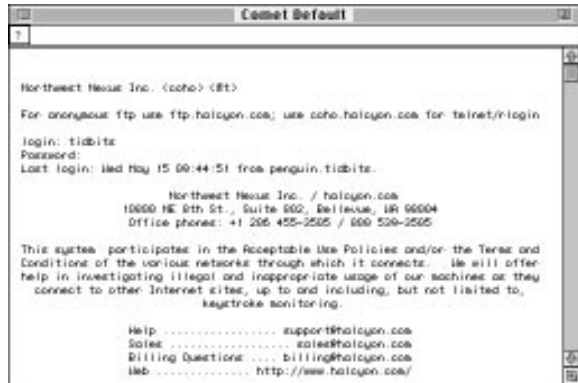 Comet Default
?
Northwest Nexus Inc. (coho)
For anonymous ftp use ftp.halcyon.com; use coho.halcyon.com for telnet/rlogin
login: tidbits
Password:
Last login: Wed May 15 09:44:51 from penguin.tidbits.
Northwest Nexus Inc. / halcyon.com
10800 NE 8th St., Suite 802, Bellevue, WA 98004
Office phones: +1 206 455-3505 / 800 539-3505
This system participates in the Acceptable Use Policies and/or the Terms and
Conditions of the various networks through which it connects. We will offer
help in investigating illegal and inappropriate usage of our machines as they
connect to other Internet sites, up to and including, but not limited to,
keystroke monitoring.
Help ................. support@halcyon.com
Sales .................. sales@halcyon.com
Billing Questions .... billing@halcyon.com
Web .............. http://www.halcyon.com/